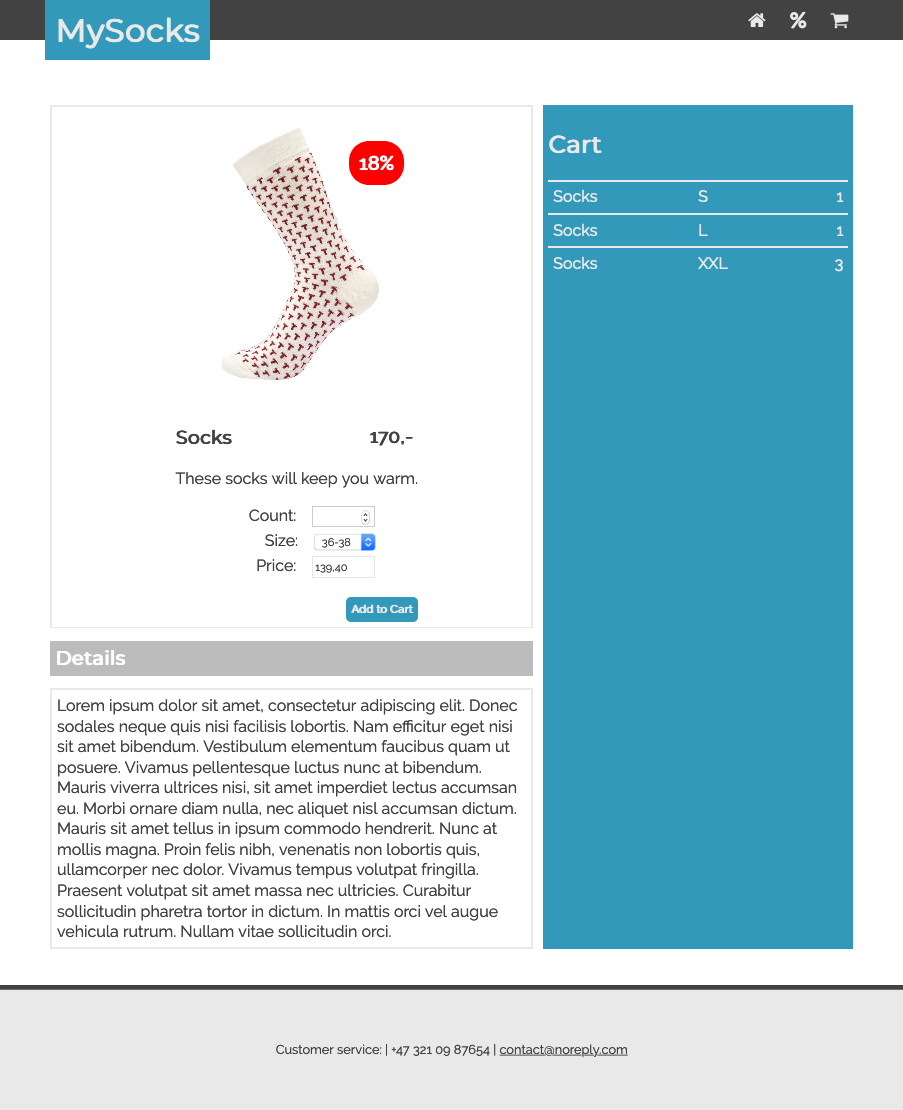 MySocks
18%
Socks 170,-
These socks will keep you warm.
Count:
Size: 36-38
Price: 139,40
Add to Cart
Details
Lorem ipsum dolor sit amet, consectetur adipiscing elit. Donec
sodales neque quis nisi facilisis lobortis. Nam efficitur eget nisi
sit amet bibendum. Vestibulum elementum faucibus quam ut
posuere. Vivamus pellentesque luctus nunc at bibendum.
Mauris viverra ultrices nisi, sit amet imperdiet lectus accumsan
eu. Morbi ornare diam nulla, nec aliquet nisl accumsan dictum.
Mauris sit amet tellus in ipsum commodo hendrerit. Nunc at
mollis magna. Proin felis nibh, venenatis non lobortis quis,
ullamcorper nec dolor. Vivamus tempus volutpat fringilla.
Praesent volutpat sit amet massa nec ultricies. Curabitur
sollicitudin pharetra tortor in dictum. In mattis orci vel augue
vehicula rutrum. Nullam vitae sollicitudin orci.
Cart
Socks S 1
Socks L 1
Socks XXL 3
Customer service: | +47 321 09 87654 | contact@noreply.com